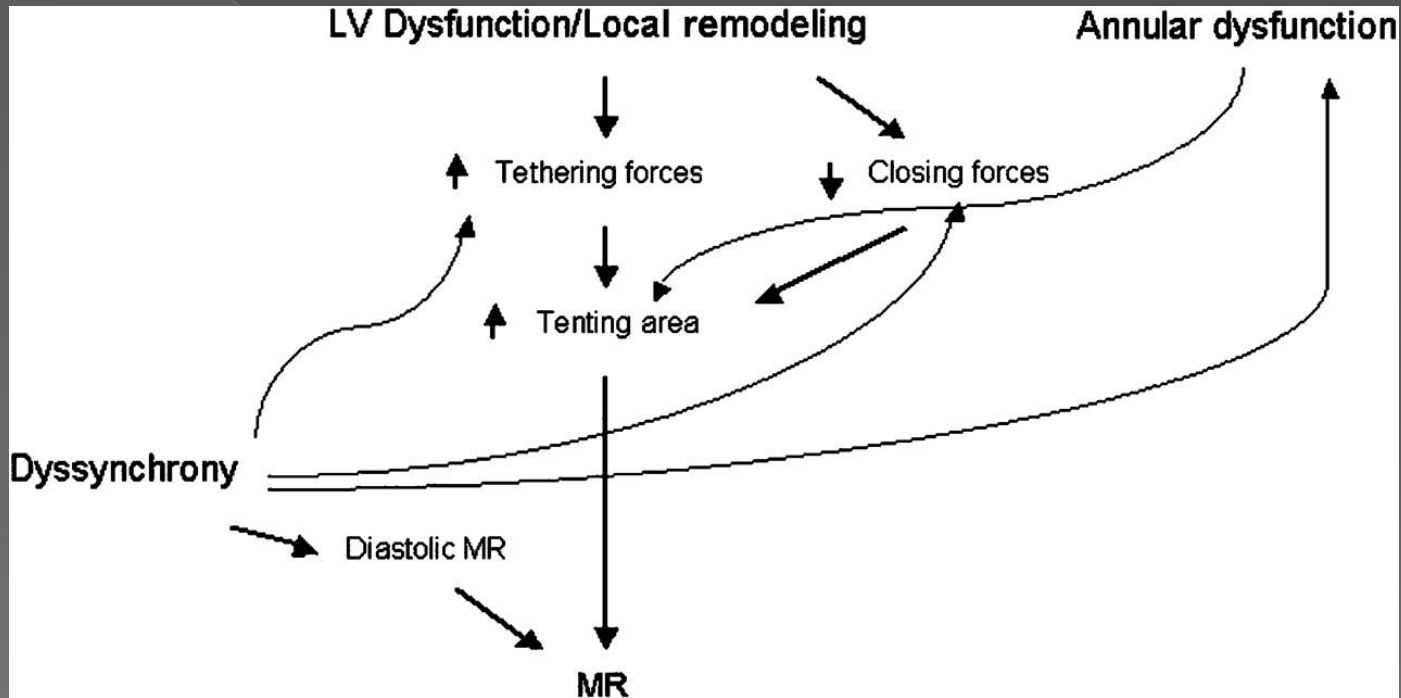 LV Dysfunction/Local remodeling
Annular dysfunction
Tethering forces
Closing forces
Tenting area
Dyssynchrony
Diastolic MR
MR